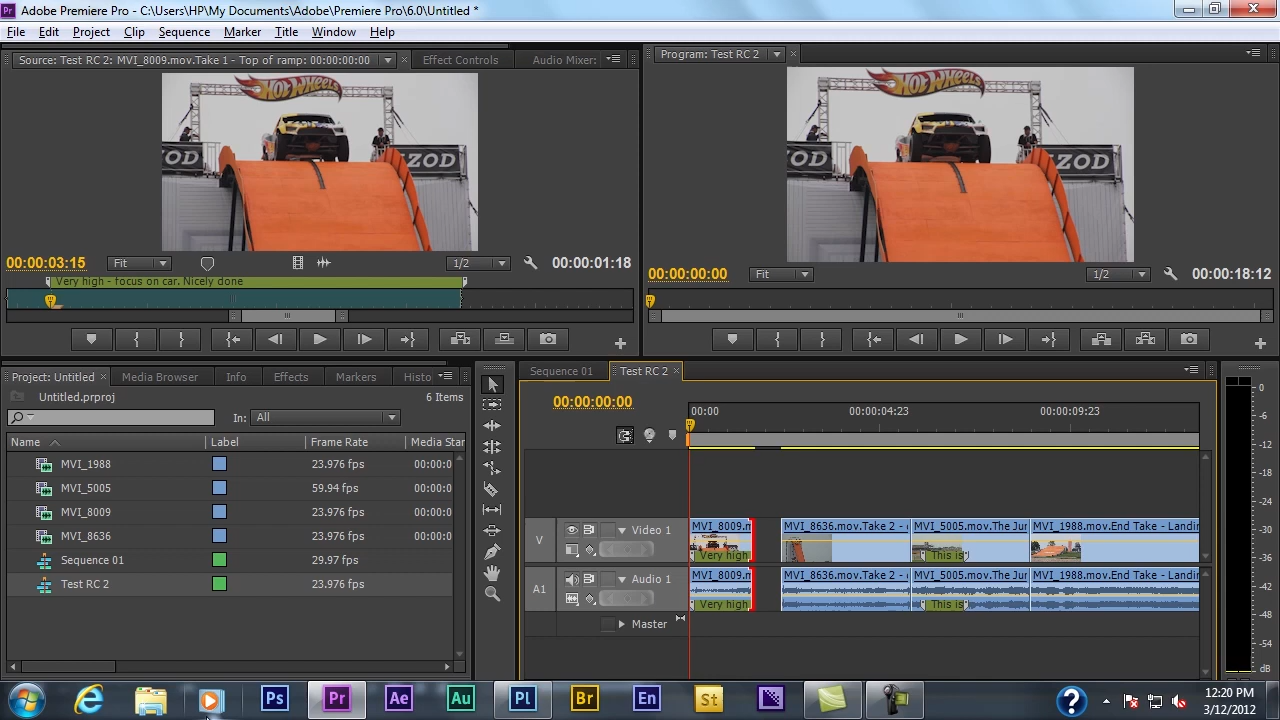 Adobe Premiere Pro - C:\Users\HP\My Documents\Adobe\Premiere Pro\6.0\Untitled *
File Edit Project Clip Sequence Marker Title Window Help
Source: Test RC 2: MVI_8009.mov.Take 1 - Top of ramp: 00:00:00:00 Effect Controls Audio Mixer:
Program: Test RC 2
HOT WHEELS
ZOD
IZOD
HOT WHEELS
ZOD
IZOD
00:00:03:15 Fit 1/2 00:00:01:18
Very high - focus on car. Nicely done
00:00:00:00 Fit 1/2 00:00:18:12
Project: Untitled Media Browser Info Effects Markers Histo
Untitled.prproj 6 Items
In: All
Name Label Frame Rate Media Star
MVI_1988 23.976 fps 00:00:0
MVI_5005 59.94 fps 00:00:0
MVI_8009 23.976 fps 00:00:0
MVI_8636 23.976 fps 00:00:0
Sequence 01 29.97 fps
Test RC 2 23.976 fps
Sequence 01 Test RC 2
00:00:00:00 00:00 00:00:04:23 00:00:09:23
V Video 1 MVI_8009.m MVI_8636.mov.Take 2 - MVI_5005.mov.The Jur MVI_1988.mov.End Take - Landin
Very high This is
A1 Audio 1 MVI_8009.m MVI_8636.mov.Take 2 - MVI_5005.mov.The Jur MVI_1988.mov.End Take - Landin
Very high This is
Master
0
-6
-12
-18
-24
-30
-36
-42
-48
-54
dB
Pr
Ps Pr Ae Au Pl Br En St
?
12:20 PM
3/12/2012